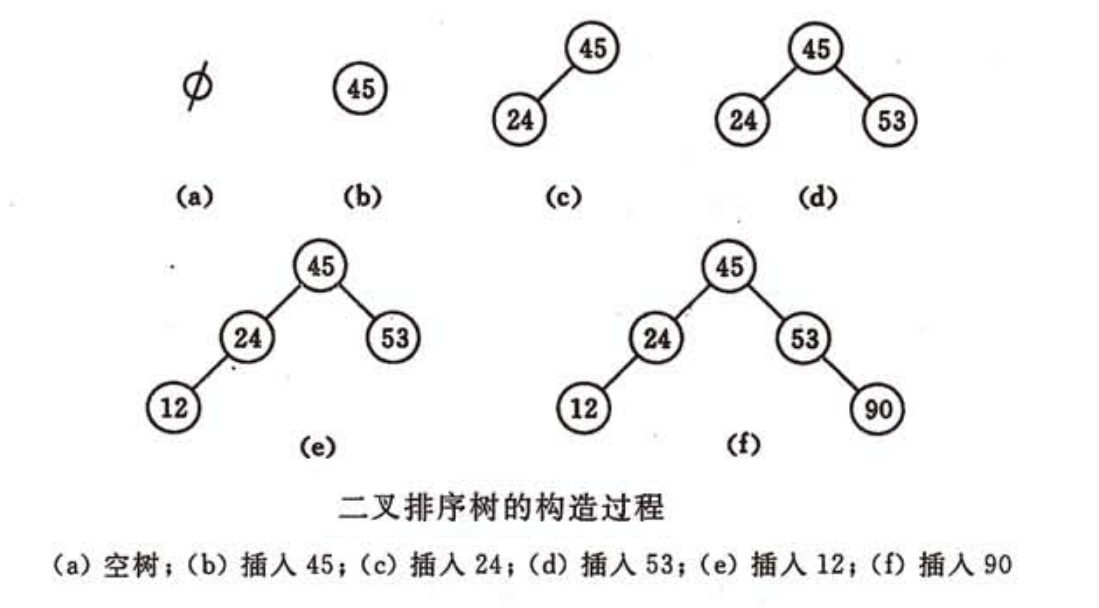 φ 45 45 24 45 24 53
(a) (b) (c) (d)
45 24 53 12 45 24 53 12 90
(e) (f)
二叉排序树的构造过程
(a) 空树；(b) 插入 45；(c) 插入 24；(d) 插入 53；(e) 插入 12；(f) 插入 90